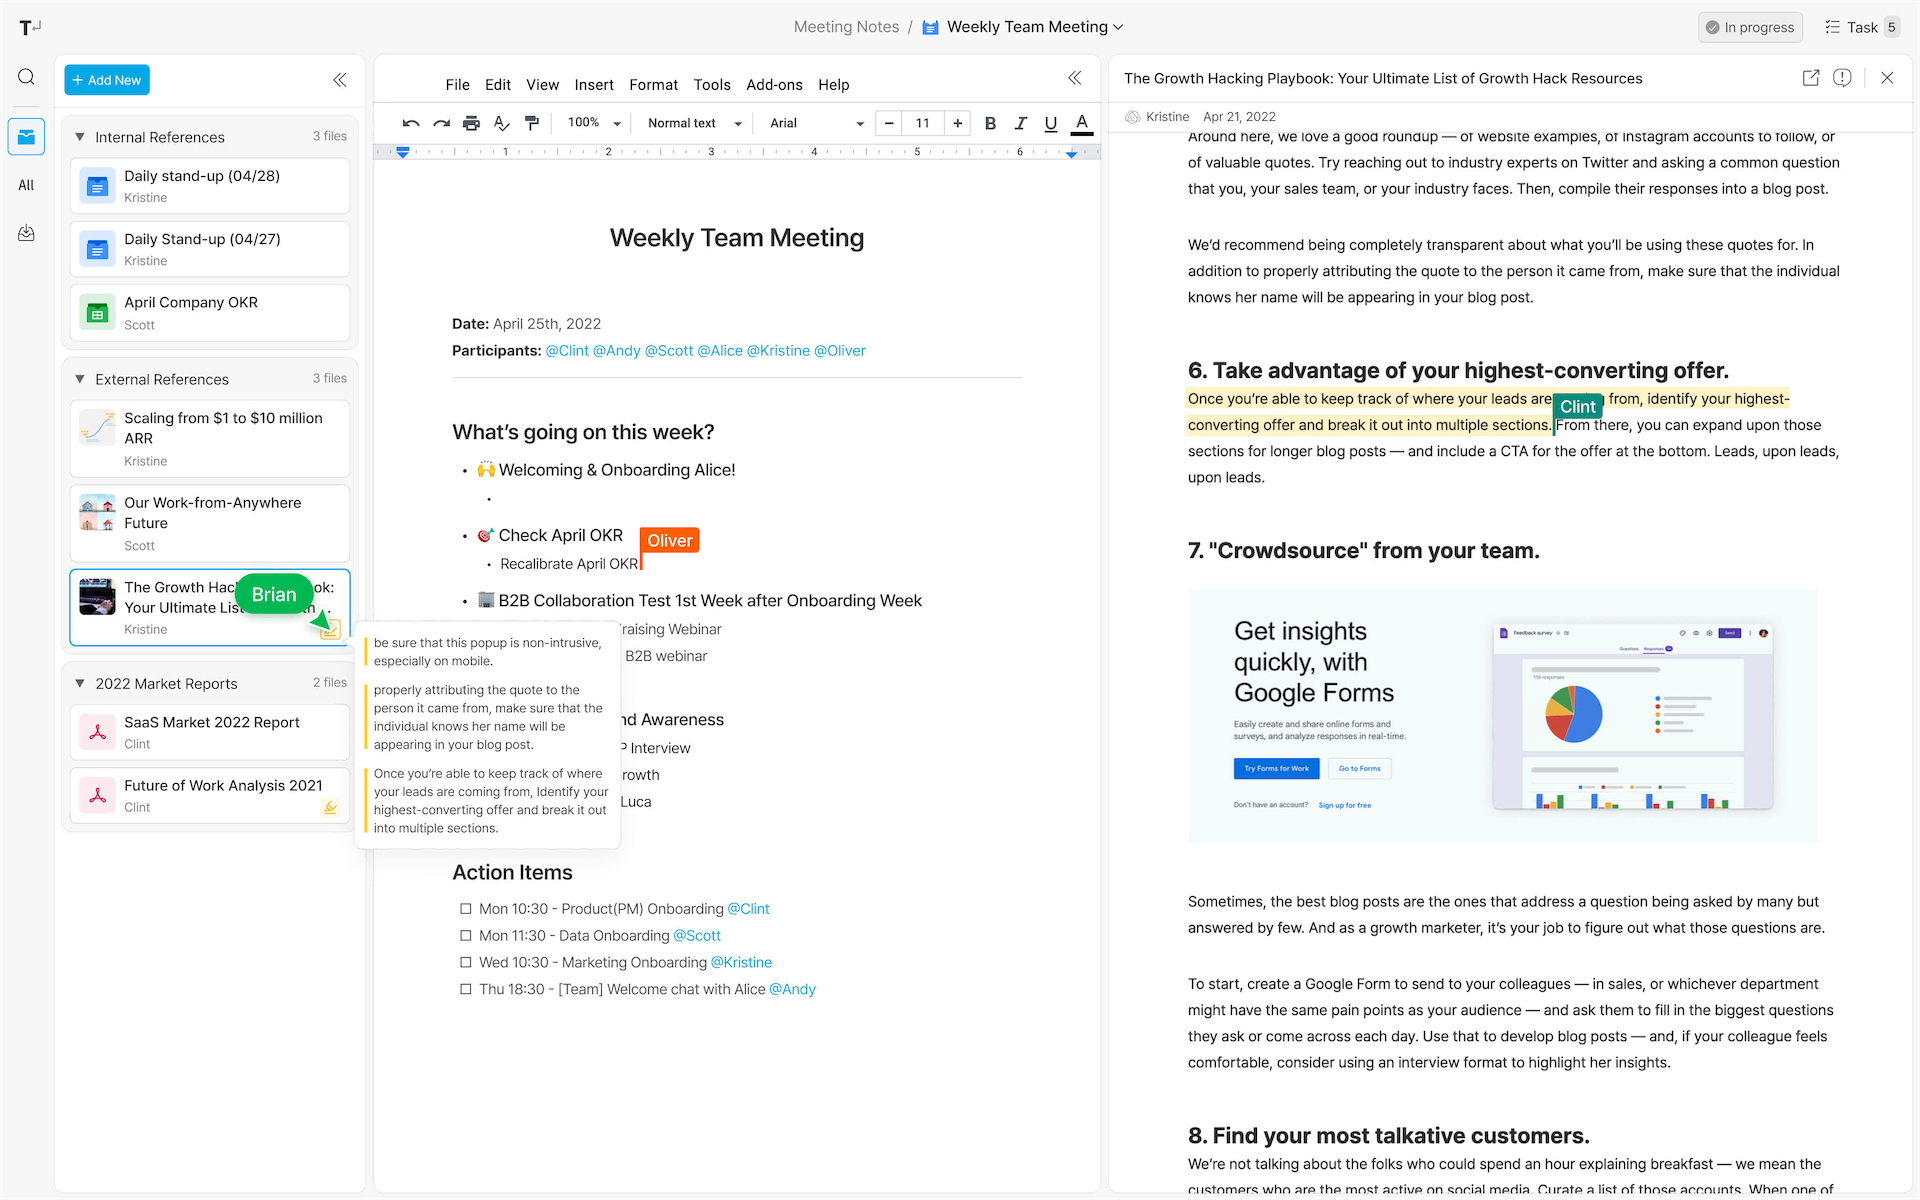 T
Meeting Notes / Weekly Team Meeting
In progress
Task 5
+ Add New
All
Internal References 3 files
Daily stand-up (04/28)
Kristine
Daily Stand-up (04/27)
Kristine
April Company OKR
Scott
External References 3 files
Scaling from $1 to $10 million
ARR
Kristine
Our Work-from-Anywhere
Future
Scott
The Growth Hac ok:
Your Ultimate Lis
Kristine
Brian
2022 Market Reports 2 files
SaaS Market 2022 Report
Clint
Future of Work Analysis 2021
Clint
be sure that this popup is non-intrusive,
especially on mobile.
properly attributing the quote to the
person it came from, make sure that the
individual knows her name will be
appearing in your blog post.
Once you’re able to keep track of where
your leads are coming from, Identify your
highest-converting offer and break it out
into multiple sections.
File Edit View Insert Format Tools Add-ons Help
100% Normal text Arial − 11 + B I U A
1 2 3 4 5 6
Weekly Team Meeting
Date: April 25th, 2022
Participants: @Clint @Andy @Scott @Alice @Kristine @Oliver
What’s going on this week?
• 🙌 Welcoming & Onboarding Alice!
•
• 🎯 Check April OKR
• Recalibrate April OKR
Oliver
• 🏢 B2B Collaboration Test 1st Week after Onboarding Week
raising Webinar
B2B webinar
nd Awareness
P Interview
rowth
Luca
Action Items
☐ Mon 10:30 - Product(PM) Onboarding @Clint
☐ Mon 11:30 - Data Onboarding @Scott
☐ Wed 10:30 - Marketing Onboarding @Kristine
☐ Thu 18:30 - [Team] Welcome chat with Alice @Andy
The Growth Hacking Playbook: Your Ultimate List of Growth Hack Resources
Kristine Apr 21, 2022
Around here, we love a good roundup — of website examples, of Instagram accounts to follow, or
of valuable quotes. Try reaching out to industry experts on Twitter and asking a common question
that you, your sales team, or your industry faces. Then, compile their responses into a blog post.
We’d recommend being completely transparent about what you’ll be using these quotes for. In
addition to properly attributing the quote to the person it came from, make sure that the individual
knows her name will be appearing in your blog post.
6. Take advantage of your highest-converting offer.
Once you’re able to keep track of where your leads are g from, identify your highest-
Clint
converting offer and break it out into multiple sections. From there, you can expand upon those
sections for longer blog posts — and include a CTA for the offer at the bottom. Leads, upon leads,
upon leads.
7. "Crowdsource" from your team.
Get insights
quickly, with
Google Forms
Easily create and share online forms and
surveys, and analyze responses in real-time.
Try Forms for Work Go to Forms
Don't have an account? Sign up for free
Feedback survey
Send
Questions Responses
156 responses
Sometimes, the best blog posts are the ones that address a question being asked by many but
answered by few. And as a growth marketer, it’s your job to figure out what those questions are.
To start, create a Google Form to send to your colleagues — in sales, or whichever department
might have the same pain points as your audience — and ask them to fill in the biggest questions
they ask or come across each day. Use that to develop blog posts — and, if your colleague feels
comfortable, consider using an interview format to highlight her insights.
8. Find your most talkative customers.
We’re not talking about the folks who could spend an hour explaining breakfast — we mean the
customers who are the most active on social media. Curate a list of those accounts. When one of